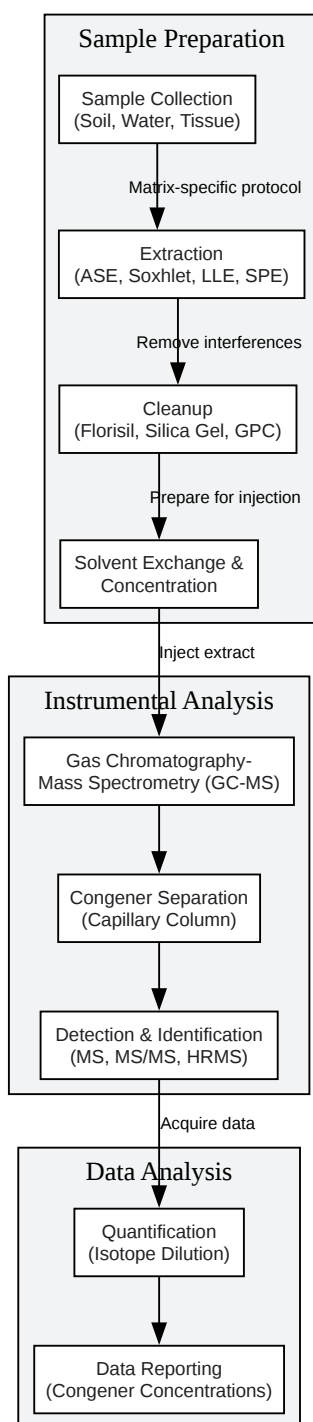 Sample Preparation
Sample Collection
(Soil, Water, Tissue)
Matrix-specific protocol
Extraction
(ASE, Soxhlet, LLE, SPE)
Remove interferences
Cleanup
(Florisil, Silica Gel, GPC)
Prepare for injection
Solvent Exchange &
Concentration
Inject extract
Instrumental Analysis
Gas Chromatography-
Mass Spectrometry (GC-MS)
Congener Separation
(Capillary Column)
Detection & Identification
(MS, MS/MS, HRMS)
Acquire data
Data Analysis
Quantification
(Isotope Dilution)
Data Reporting
(Congener Concentrations)